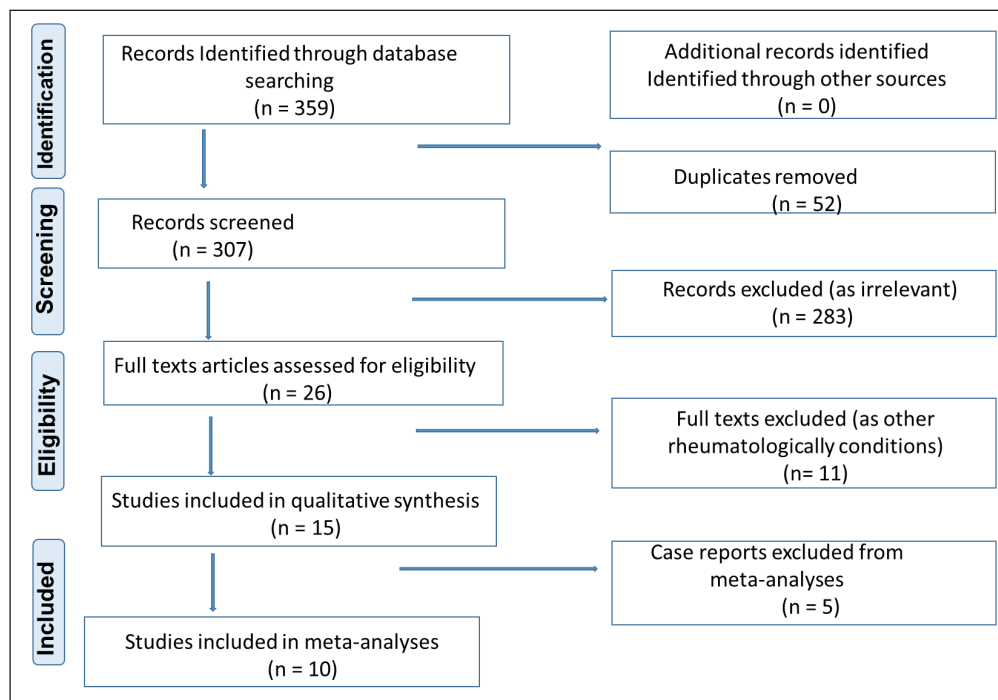 Identification
Records Identified through database
searching
(n = 359)
Additional records identified
Identified through other sources
(n = 0)
Duplicates removed
(n = 52)
Screening
Records screened
(n = 307)
Records excluded (as irrelevant)
(n = 283)
Eligibility
Full texts articles assessed for eligibility
(n = 26)
Full texts excluded (as other
rheumatologically conditions)
(n= 11)
Studies included in qualitative synthesis
(n = 15)
Included
Case reports excluded from
meta-analyses
(n = 5)
Studies included in meta-analyses
(n = 10)